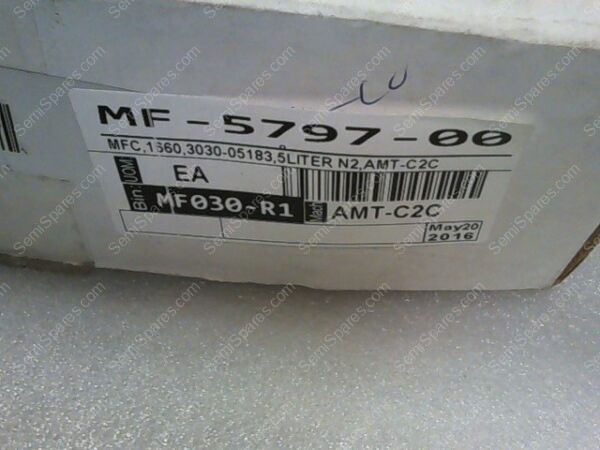 MF-5797-00
MFC,1660,3030-05183,5LITER N2,AMT-C2C
UOM
EA
Bin:
MF030-R1
AMT-C2C
May20
2016
SemiSpares.com